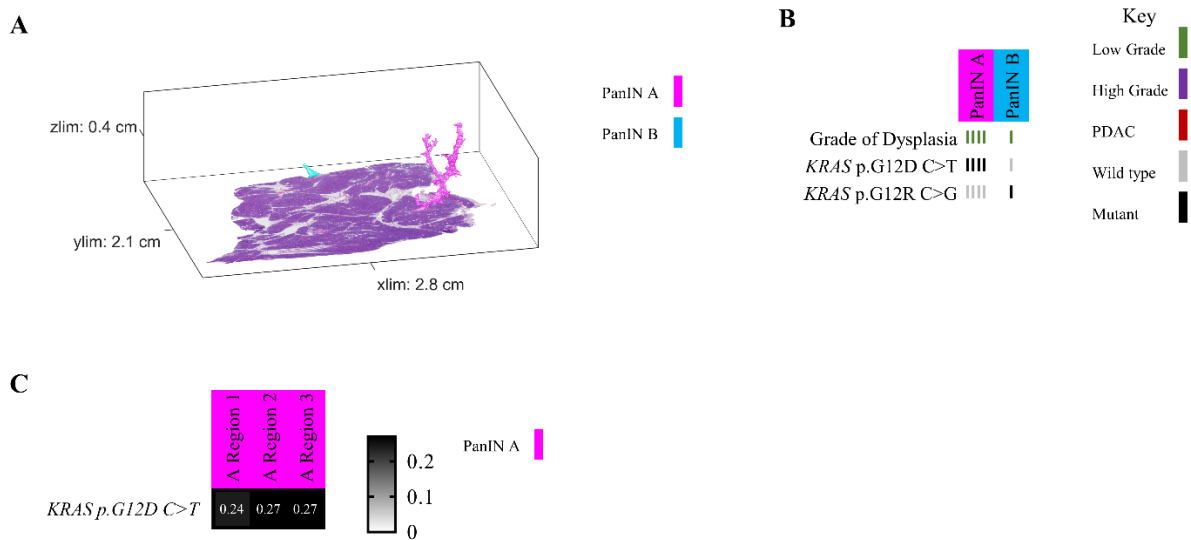 A
zlim: 0.4 cm
ylim: 2.1 cm
xlim: 2.8 cm
PanIN A
PanIN B
B
PanIN A
PanIN B
Grade of Dysplasia
KRAS p.G12D C>T
KRAS p.G12R C>G
Key
Low Grade
High Grade
PDAC
Wild type
Mutant
C
A Region 1
A Region 2
A Region 3
KRAS p.G12D C>T
0.24 0.27 0.27
0.2
0.1
0
PanIN A